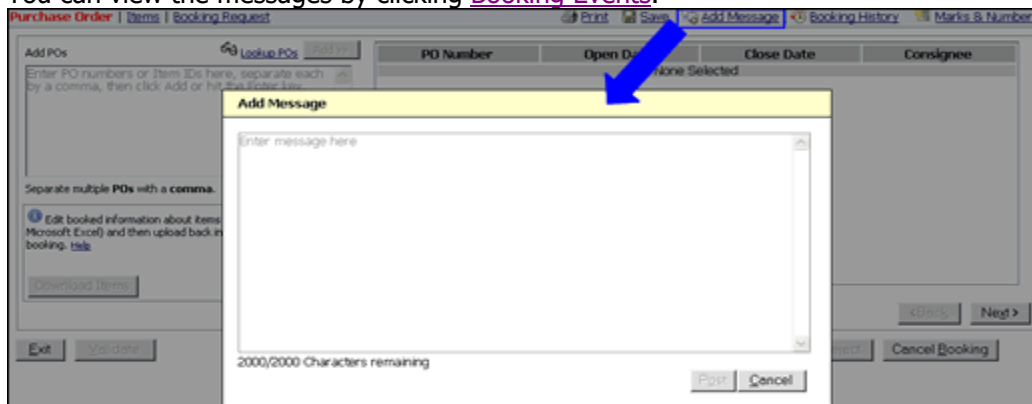 You can view the messages by clicking Booking Events.
Purchase Order | Items | Booking Request Print Save Add Message Booking History Marks & Number
Add POs Lookup POs Add >> PO Number Open Da Close Date Consignee
Enter PO numbers or Item IDs here, separate each None Selected
by a comma, then click Add or hit the Enter key.
Add Message
Enter message here
Separate multiple POs with a comma.
Edit booked information about items
Microsoft Excel) and then upload back in
booking. Help
Download Items
<Back Next >
Exit Validate Cancel Booking
2000/2000 Characters remaining
Post Cancel